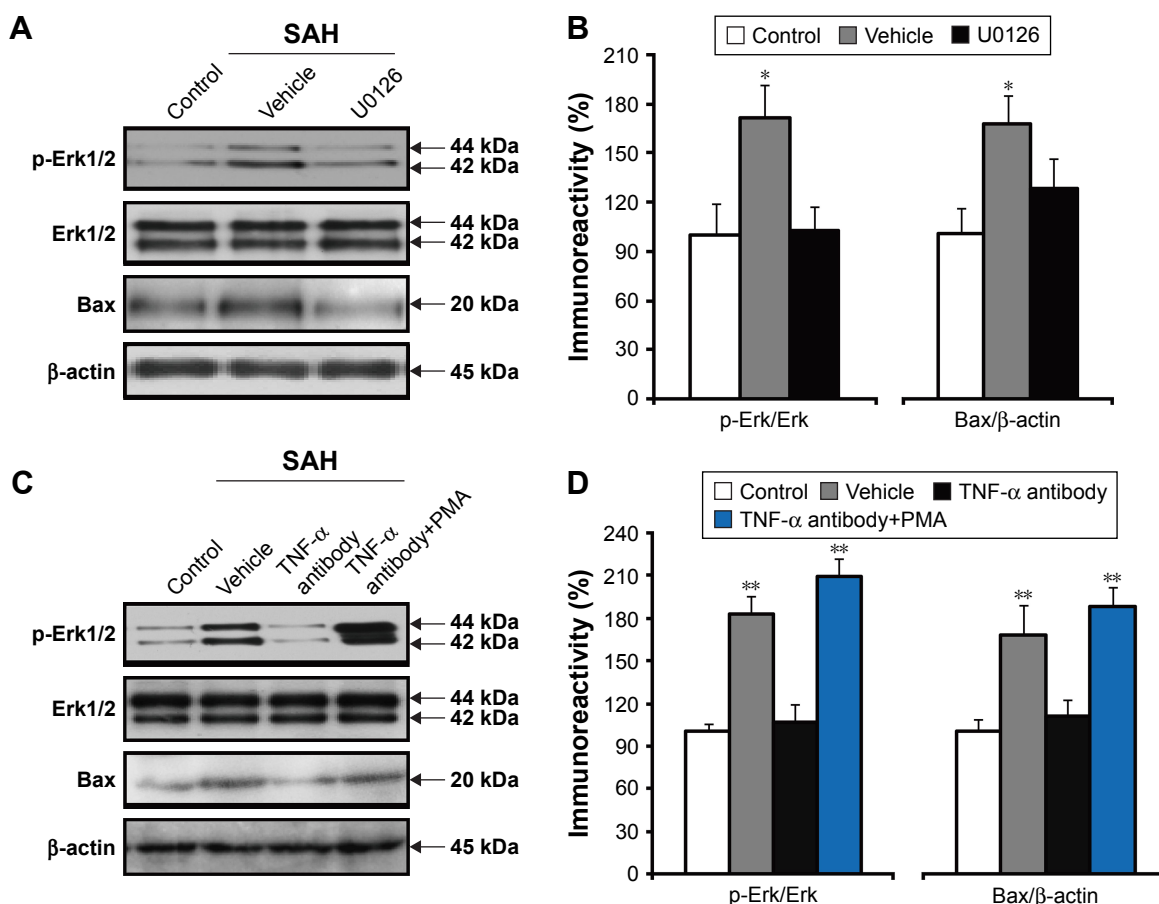 A
SAH
Control
Vehicle
U0126
p-Erk1/2
44 kDa
42 kDa
Erk1/2
44 kDa
42 kDa
Bax
20 kDa
β-actin
45 kDa
B
Control Vehicle U0126
Immunoreactivity (%)
210
180
150
120
90
60
30
0
*
*
p-Erk/Erk
Bax/β-actin
C
SAH
Control
Vehicle
TNF-α
antibody
TNF-α
antibody+PMA
p-Erk1/2
44 kDa
42 kDa
Erk1/2
44 kDa
42 kDa
Bax
20 kDa
β-actin
45 kDa
D
Control Vehicle TNF-α antibody
TNF-α antibody+PMA
Immunoreactivity (%)
240
210
180
150
120
90
60
30
0
**
**
**
**
p-Erk/Erk
Bax/β-actin